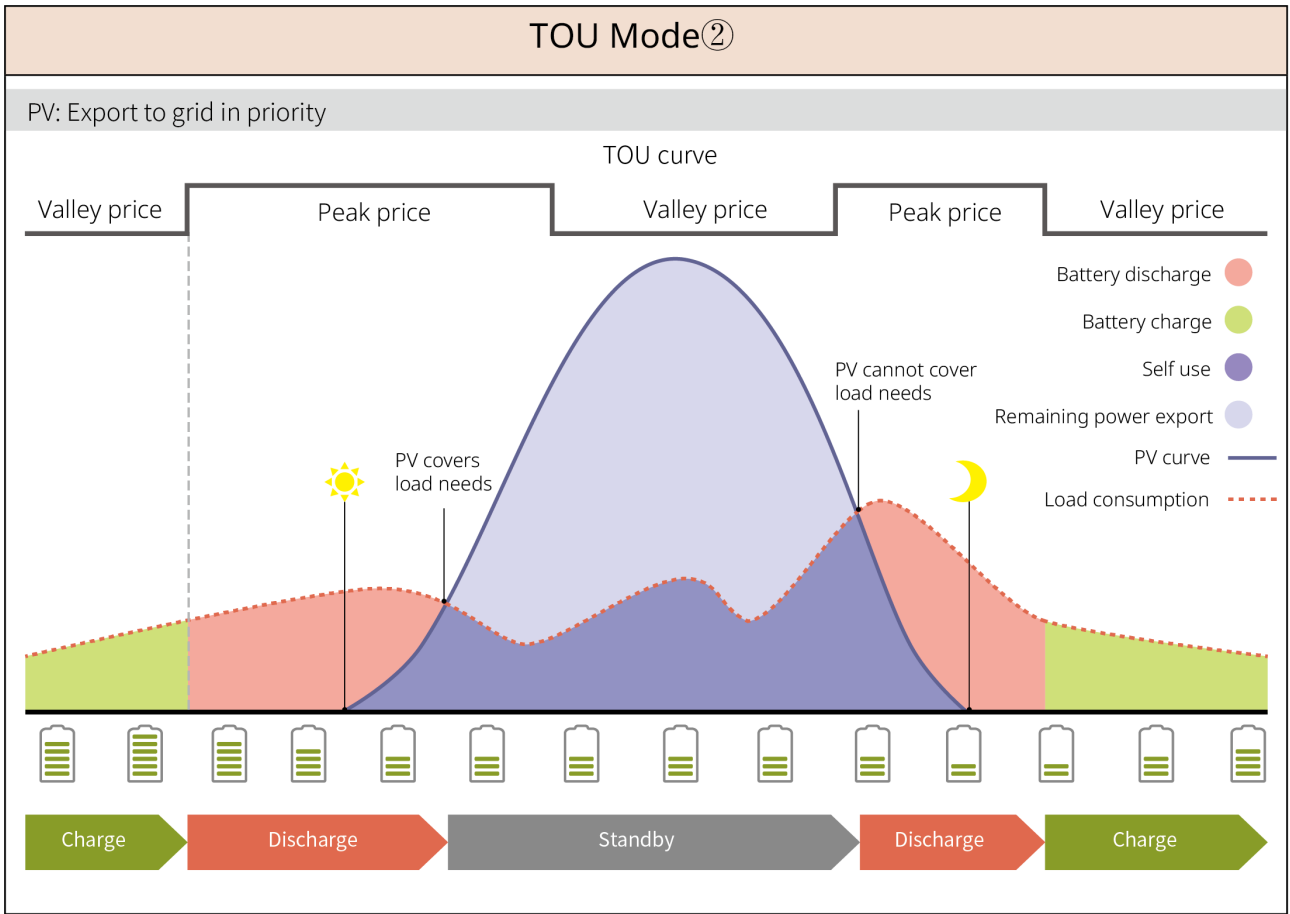 TOU Mode②
PV: Export to grid in priority
TOU curve
Valley price
Peak price
Valley price
Peak price
Valley price
Battery discharge
Battery charge
Self use
Remaining power export
PV curve
Load consumption
PV cannot cover
load needs
PV covers
load needs
Charge
Discharge
Standby
Discharge
Charge